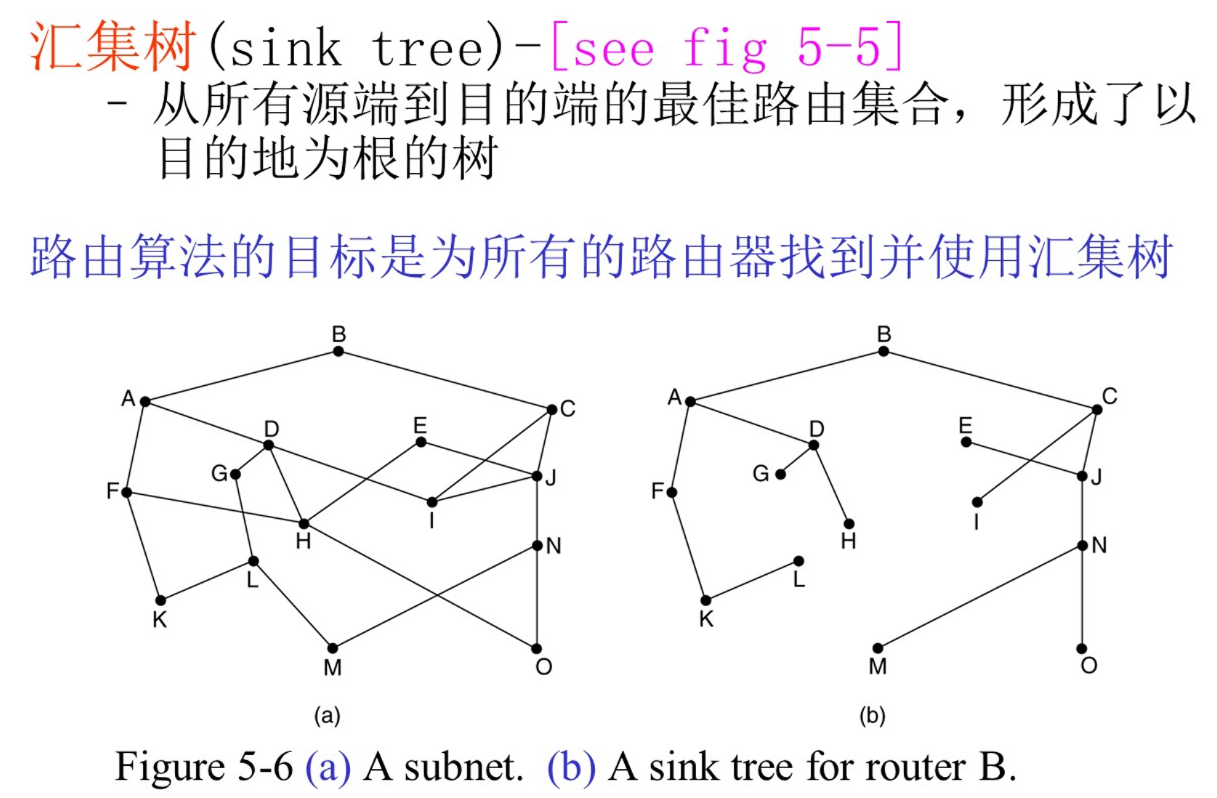 汇集树(sink tree)-[see fig 5-5]
- 从所有源端到目的端的最佳路由集合，形成了以
目的地为根的树
路由算法的目标是为所有的路由器找到并使用汇集树
B
A
C
D
E
G
J
F
I
H
N
L
K
M
O
(a)
B
A
C
D
E
G
J
F
I
H
N
L
K
M
O
(b)
Figure 5-6 (a) A subnet. (b) A sink tree for router B.